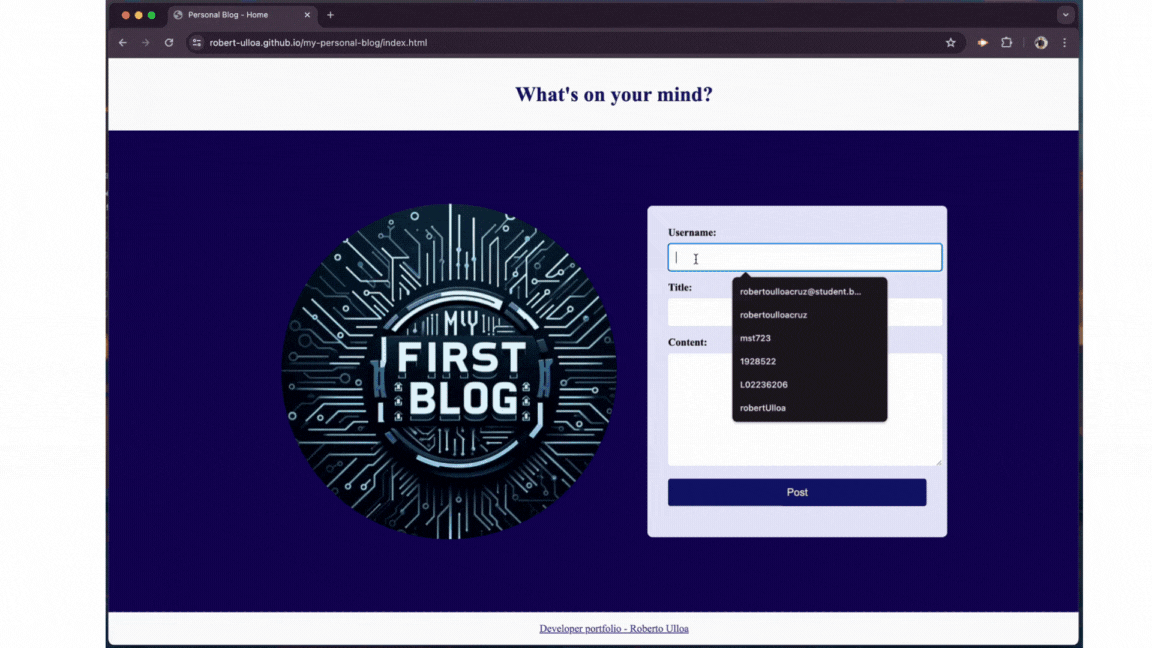 Personal Blog - Home
robert-ulloa.github.io/my-personal-blog/index.html
What's on your mind?
MY
FIRST
BLOG
Username:
robertoulloacruz@student.b...
robertoulloacruz
mst723
1928522
L02236206
robertUlloa
Title:
Content:
Post
Developer portfolio - Roberto Ulloa